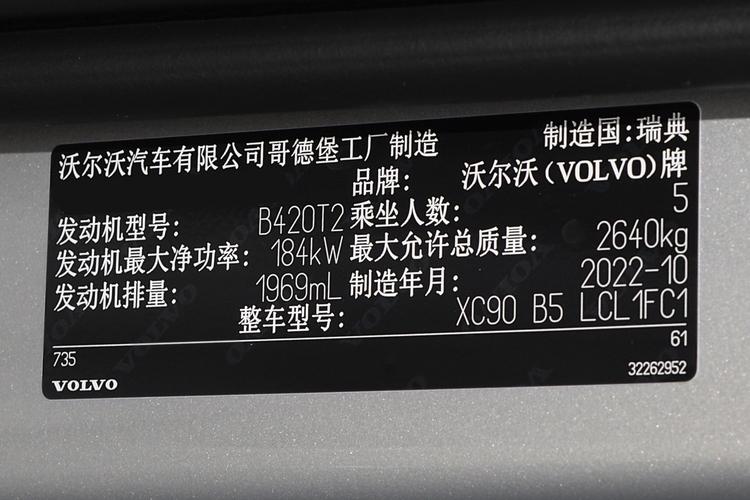 沃尔沃汽车有限公司哥德堡工厂制造 制造国:瑞典
品牌: 沃尔沃(VOLVO)牌
发动机型号: B420T2 乘坐人数: 5
发动机最大净功率: 184kW 最大允许总质量: 2640kg
发动机排量: 1969mL 制造年月: 2022-10
整车型号: XC90 B5 LCL1FC1
735 61
VOLVO 32262952